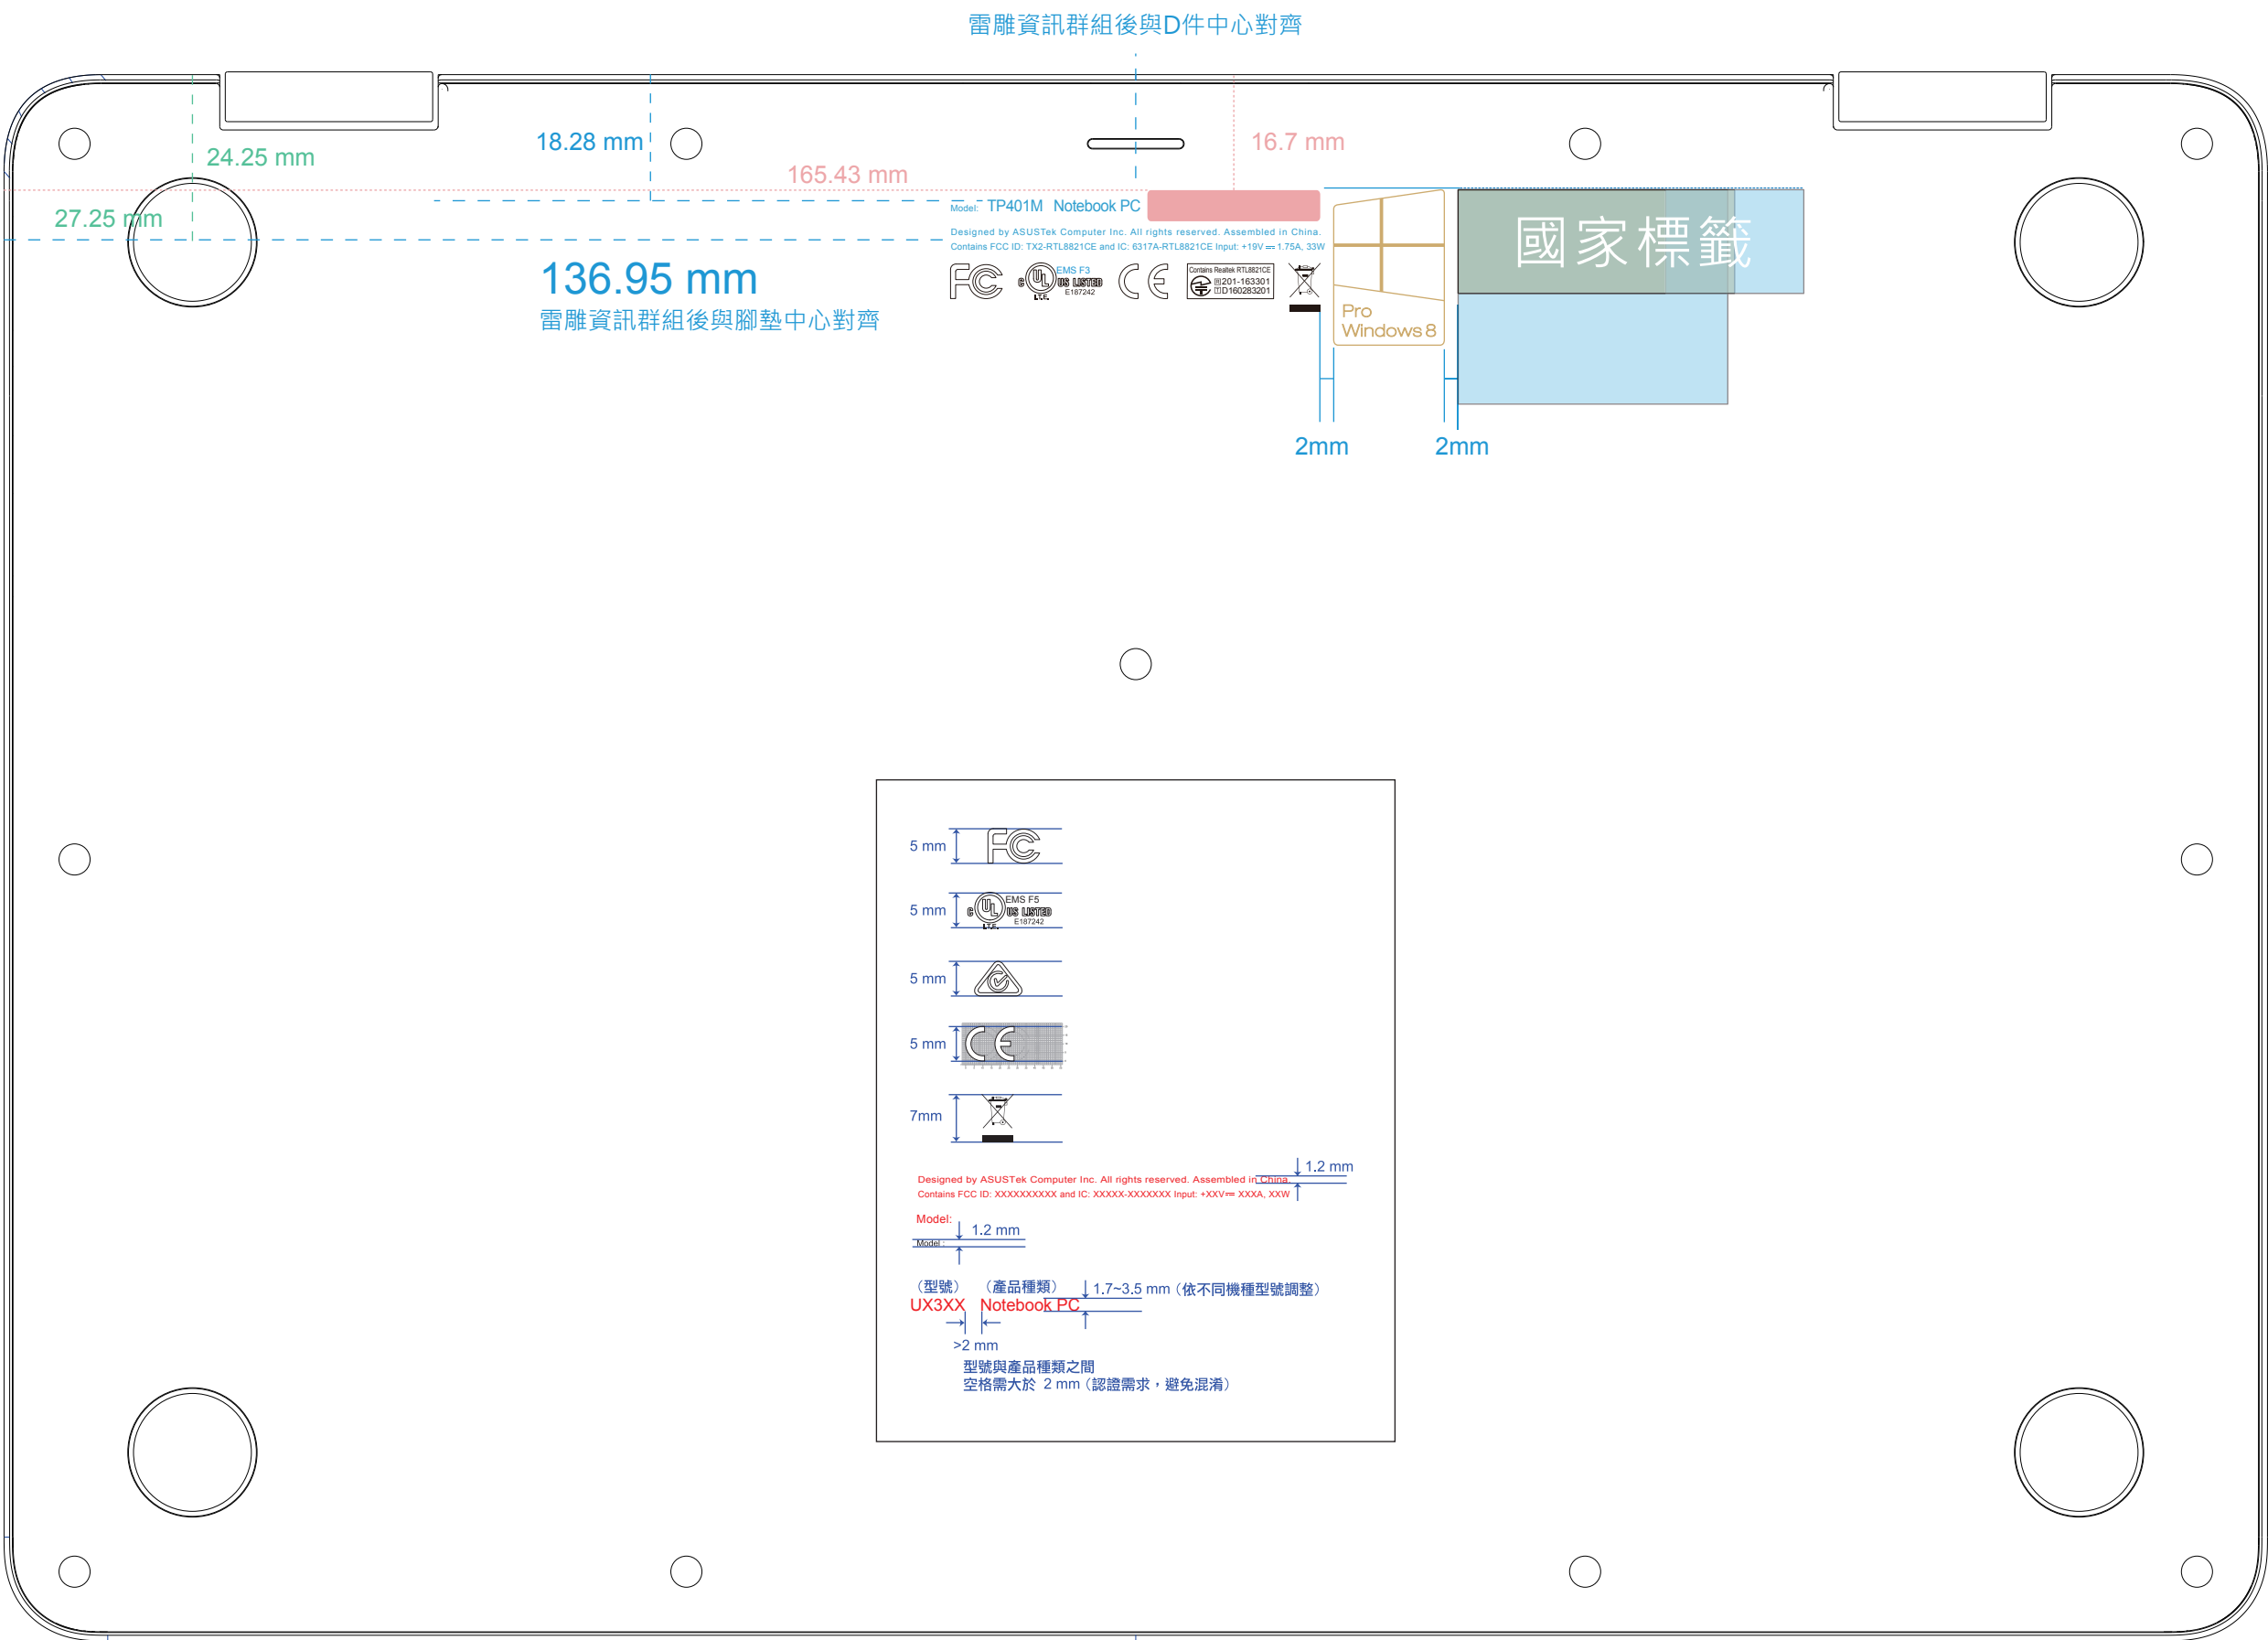 雷雕資訊群組後與D件中心對齊
24.25 mm
18.28 mm
16.7 mm
165.43 mm
27.25 mm
Model: TP401M Notebook PC
Designed by ASUSTek Computer Inc. All rights reserved. Assembled in China.
Contains FCC ID: TX2-RTL8821CE and IC: 6317A-RTL8821CE Input: +19V ⎓ 1.75A, 33W
國家標籤
136.95 mm
雷雕資訊群組後與腳墊中心對齊
FC
C UL US LISTED
EMS F3
E187242
I.T.E.
CE
Contains Realtek RTL8821CE
R 201-163301
T D160283201
Pro
Windows 8
2mm
2mm
5 mm
FC
5 mm
C UL US LISTED
EMS F5
E187242
I.T.E.
5 mm
5 mm
CE
7mm
1.2 mm
Designed by ASUSTek Computer Inc. All rights reserved. Assembled in China.
Contains FCC ID: XXXXXXXXXX and IC: XXXXX-XXXXXXX Input: +XXV⎓ XXXA, XXW
Model:
1.2 mm
Model :
（型號） （產品種類） 1.7~3.5 mm（依不同機種型號調整）
UX3XX Notebook PC
>2 mm
型號與產品種類之間
空格需大於 2 mm（認證需求，避免混淆）